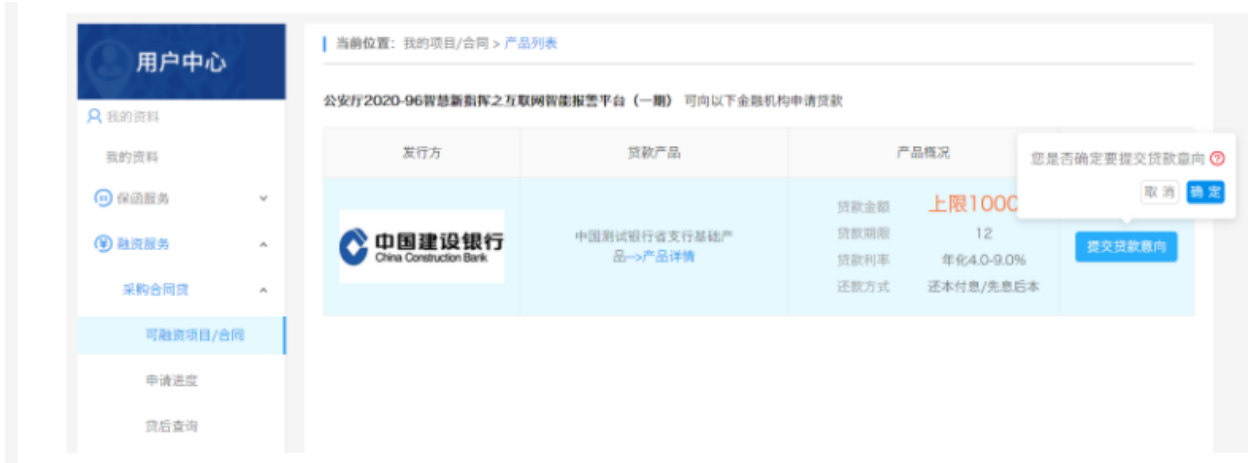 用户中心
当前位置：我的项目/合同 > 产品列表
公安厅2020-96智慧新指挥之互联网智能报警平台（一期） 可向以下金融机构申请贷款
我的资料
我的资料
保函服务
融资服务
采购合同贷
可融资项目/合同
申请进度
贷后查询
发行方
贷款产品
产品概况
您是否确定要提交贷款意向
取 消
确 定
中国建设银行
China Construction Bank
中国测试银行省支行基础产
品-->产品详情
贷款金额 上限1000
贷款期限 12
贷款利率 年化4.0-9.0%
还款方式 还本付息/先息后本
提交贷款意向